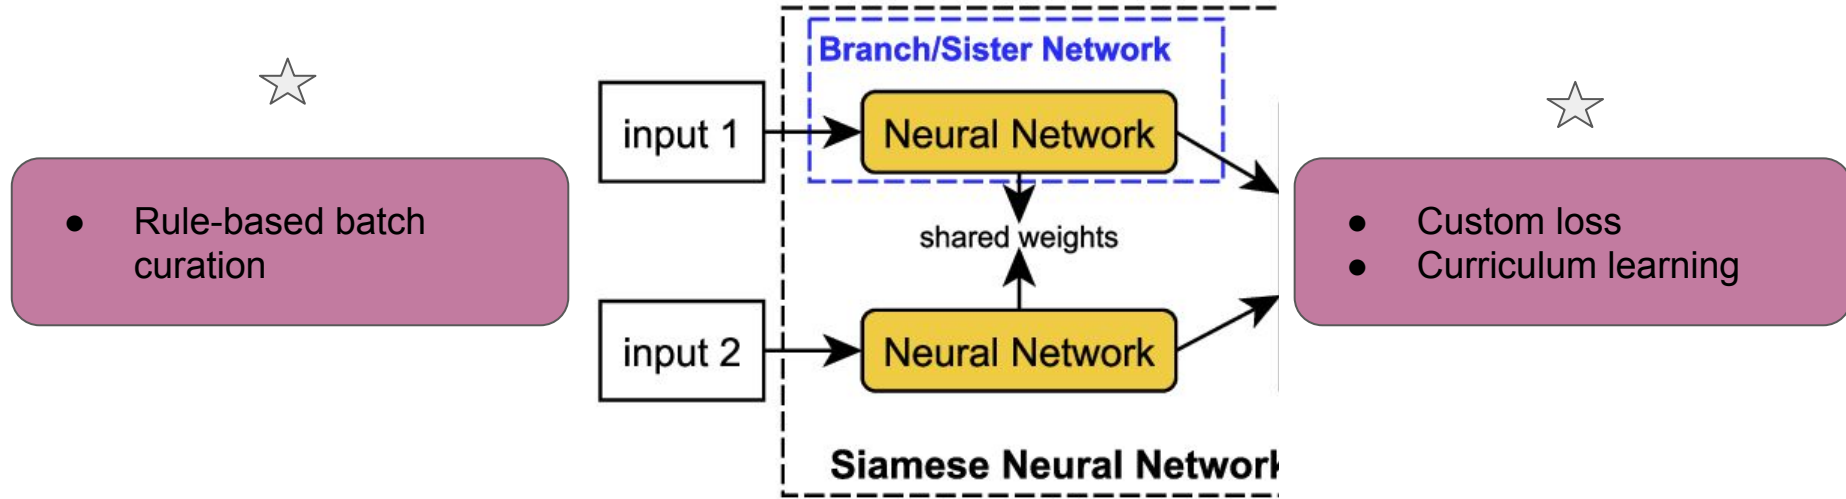 ● Rule-based batch
curation
Branch/Sister Network
input 1
Neural Network
shared weights
input 2
Neural Network
Siamese Neural Network
● Custom loss
● Curriculum learning